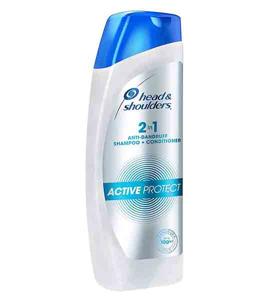 head &
shoulders
2in1
ANTI-DANDRUFF
SHAMPOO + CONDITIONER
ACTIVE PROTECT